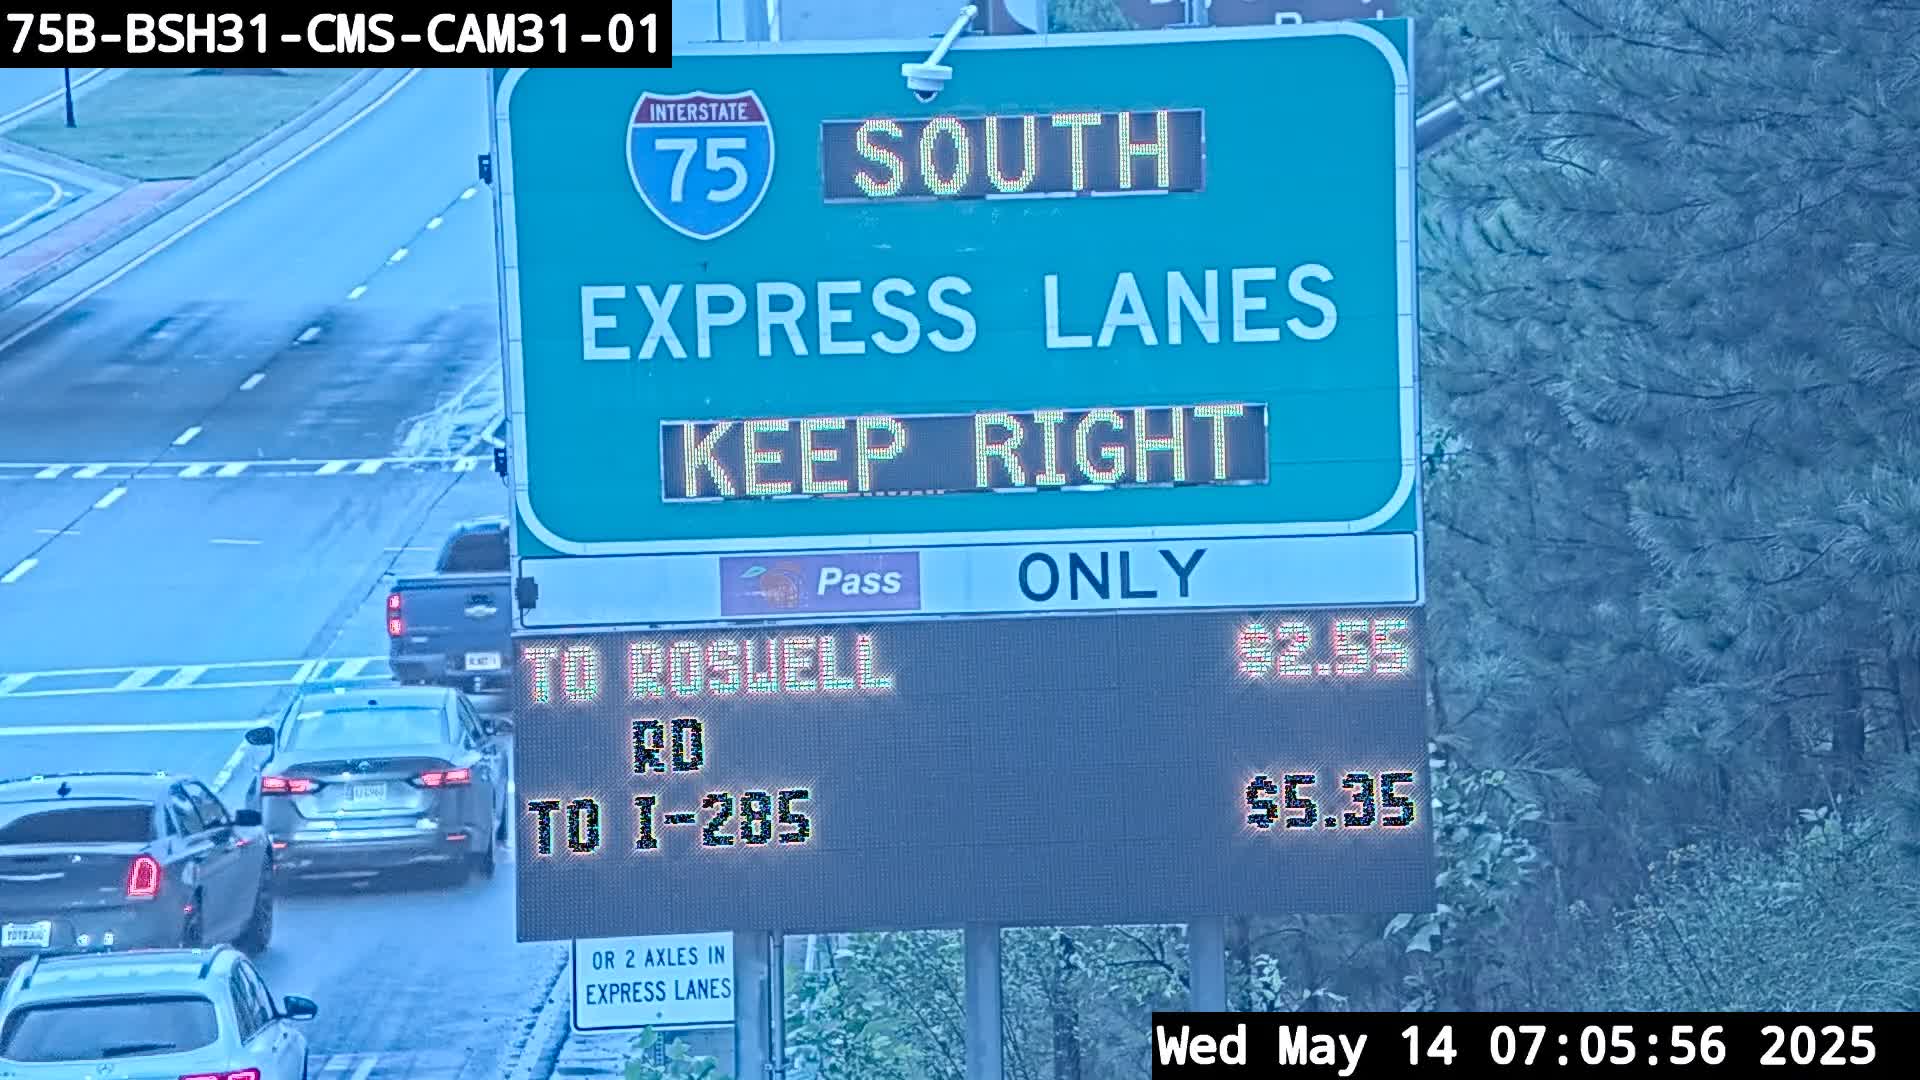 75B-BSH31-CMS-CAM31-01
INTERSTATE
75
SOUTH
EXPRESS LANES
KEEP RIGHT
Pass
ONLY
TO ROSWELL $2.55
RD
TO I-285 $5.35
OR 2 AXLES IN
EXPRESS LANES
Wed May 14 07:05:56 2025